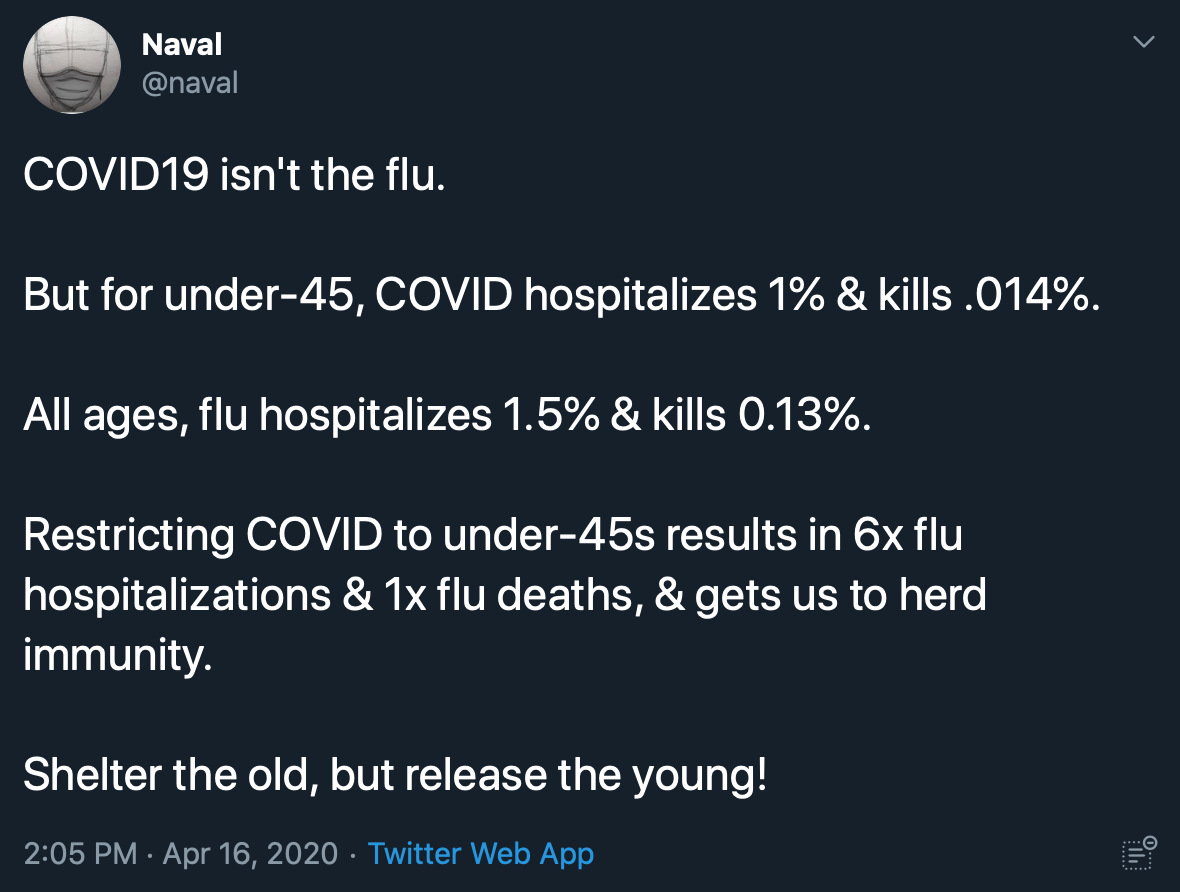 Naval
@naval
COVID19 isn't the flu.
But for under-45, COVID hospitalizes 1% & kills .014%.
All ages, flu hospitalizes 1.5% & kills 0.13%.
Restricting COVID to under-45s results in 6x flu
hospitalizations & 1x flu deaths, & gets us to herd
immunity.
Shelter the old, but release the young!
2:05 PM · Apr 16, 2020 · Twitter Web App